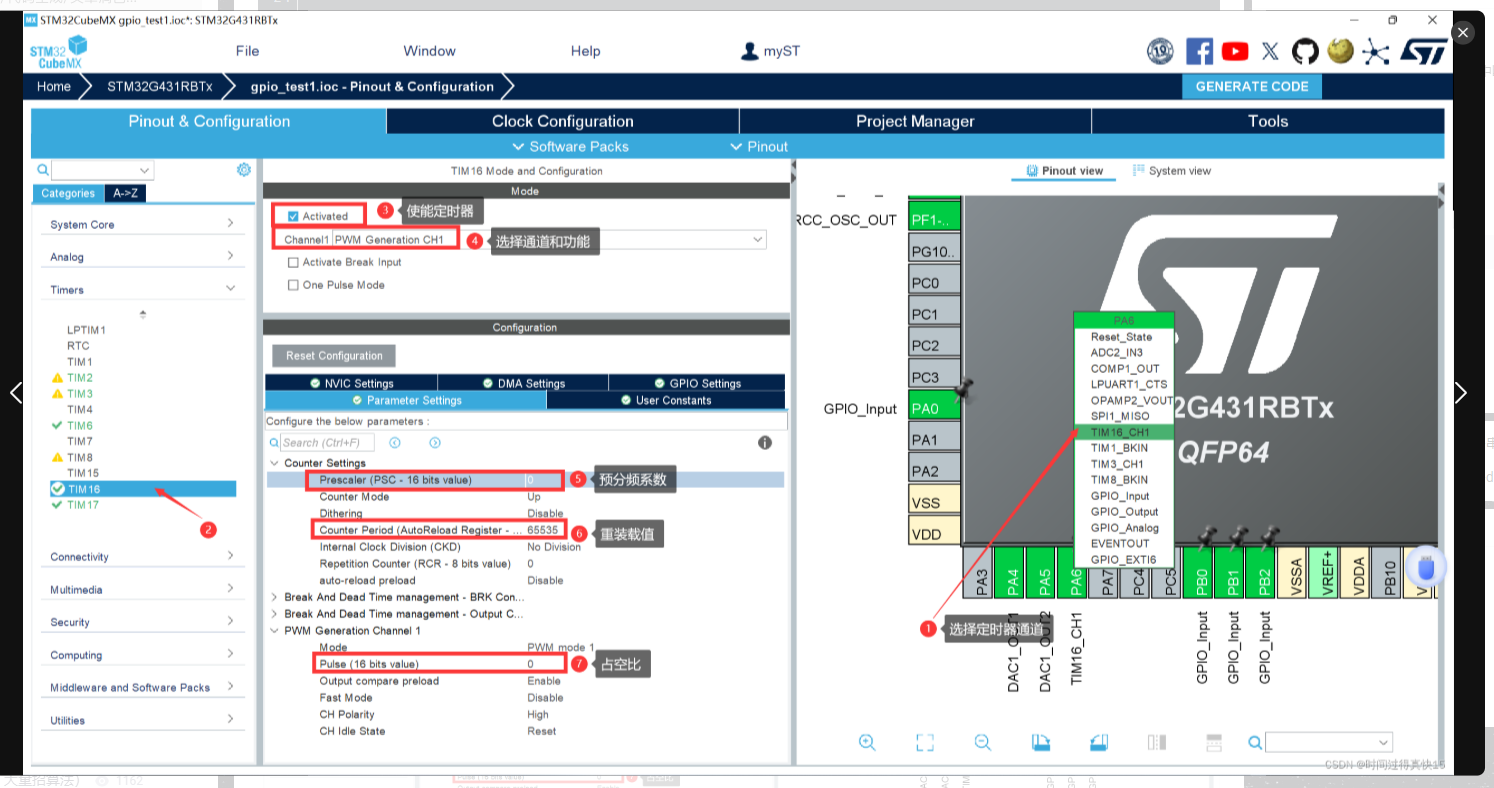 STM32CubeMX gpio_test1.ioc*: STM32G431RBTx
STM32
CubeMX
File
Window
Help
myST
Home
STM32G431RBTx
gpio_test1.ioc - Pinout & Configuration
GENERATE CODE
Pinout & Configuration
Clock Configuration
Project Manager
Tools
Software Packs
Pinout
Categories
A->Z
System Core
Analog
Timers
LPTIM1
RTC
TIM1
TIM2
TIM3
TIM4
TIM6
TIM7
TIM8
TIM15
TIM16
TIM17
2
Connectivity
Multimedia
Security
Computing
Middleware and Software Packs
Utilities
TIM16 Mode and Configuration
Mode
Activated
3 使能定时器
Channel1 PWM Generation CH1
4 选择通道和功能
Activate Break Input
One Pulse Mode
Configuration
Reset Configuration
NVIC Settings
DMA Settings
GPIO Settings
Parameter Settings
User Constants
Configure the below parameters :
Search (Ctrl+F)
Counter Settings
Prescaler (PSC - 16 bits value) 0
5 预分频系数
Counter Mode Up
Dithering Disable
Counter Period (AutoReload Register - ... 65535
6 重装载值
Internal Clock Division (CKD) No Division
Repetition Counter (RCR - 8 bits value) 0
auto-reload preload Disable
Break And Dead Time management - BRK Con...
Break And Dead Time management - Output C...
PWM Generation Channel 1
Mode PWM mode 1
Pulse (16 bits value) 0
7 占空比
Output compare preload Enable
Fast Mode Disable
CH Polarity High
CH Idle State Reset
Pinout view
System view
RCC_OSC_OUT
PF1-..
PG10..
PC0
PC1
PC2
PC3
GPIO_Input
PA0
PA1
PA2
VSS
VDD
PA6
Reset_State
ADC2_IN3
COMP1_OUT
LPUART1_CTS
OPAMP2_VOUT
SPI1_MISO
TIM16_CH1
TIM1_BKIN
TIM3_CH1
TIM8_BKIN
GPIO_Input
GPIO_Output
GPIO_Analog
EVENTOUT
GPIO_EXTI6
2G431RBTx
QFP64
PA3
PA4
PA5
PA6
PA7
PC4
PC5
PB0
PB1
PB2
VSSA
VREF+
VDDA
PB10
1 选择定时器通道
TIM16_CH1
GPIO_Input
GPIO_Input
GPIO_Input
CSDN @时间过得真快15